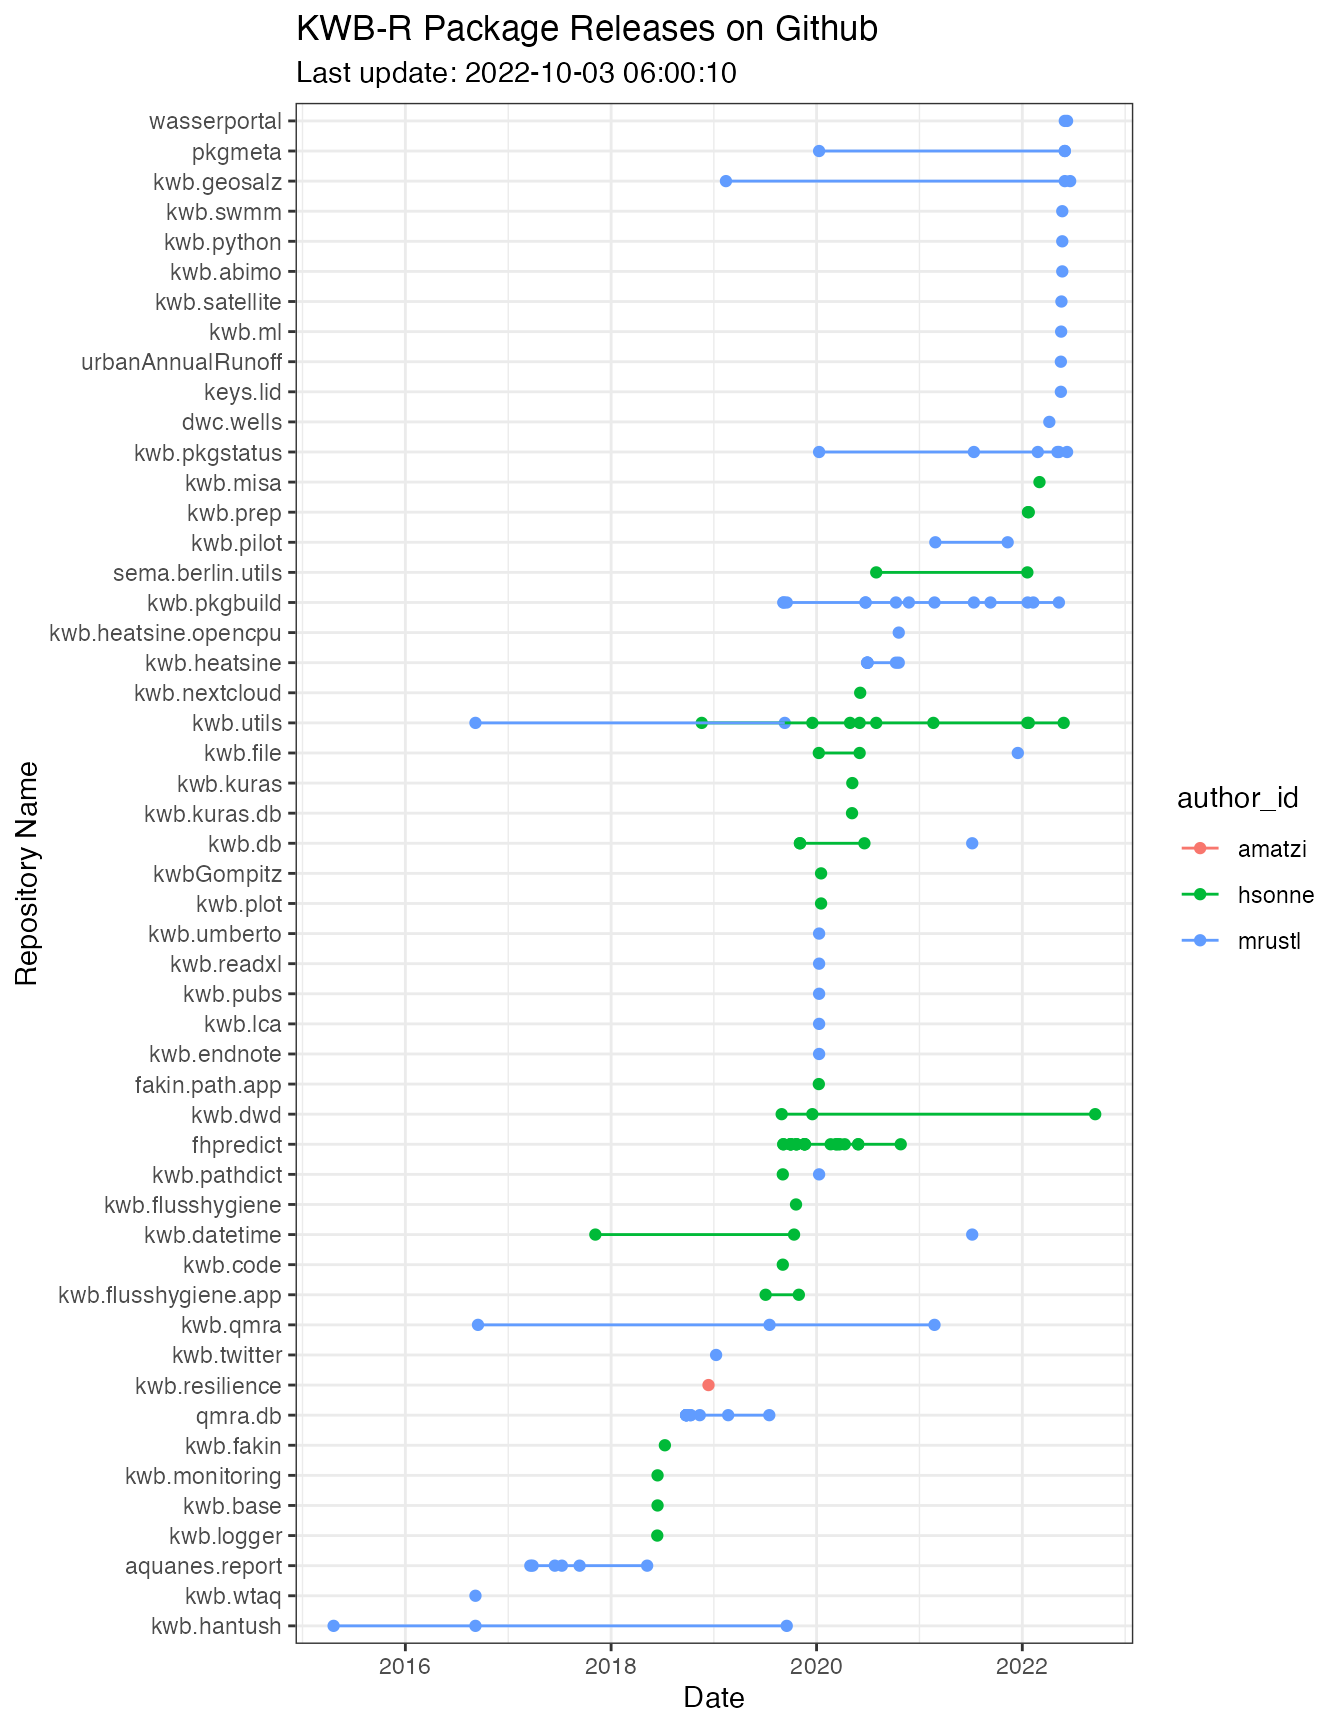 KWB-R Package Releases on Github
Last update: 2022-10-03 06:00:10
wasserportal
pkgmeta
kwb.geosalz
kwb.swmm
kwb.python
kwb.abimo
kwb.satellite
kwb.ml
urbanAnnualRunoff
keys.lid
dwc.wells
kwb.pkgstatus
kwb.misa
kwb.prep
kwb.pilot
sema.berlin.utils
kwb.pkgbuild
kwb.heatsine.opencpu
kwb.heatsine
kwb.nextcloud
kwb.utils
kwb.file
kwb.kuras
kwb.kuras.db
kwb.db
kwbGompitz
kwb.plot
kwb.umberto
kwb.readxl
kwb.pubs
kwb.lca
kwb.endnote
fakin.path.app
kwb.dwd
fhpredict
kwb.pathdict
kwb.flusshygiene
kwb.datetime
kwb.code
kwb.flusshygiene.app
kwb.qmra
kwb.twitter
kwb.resilience
qmra.db
kwb.fakin
kwb.monitoring
kwb.base
kwb.logger
aquanes.report
kwb.wtaq
kwb.hantush
Repository Name
2016 2018 2020 2022
Date
author_id
amatzi
hsonne
mrustl